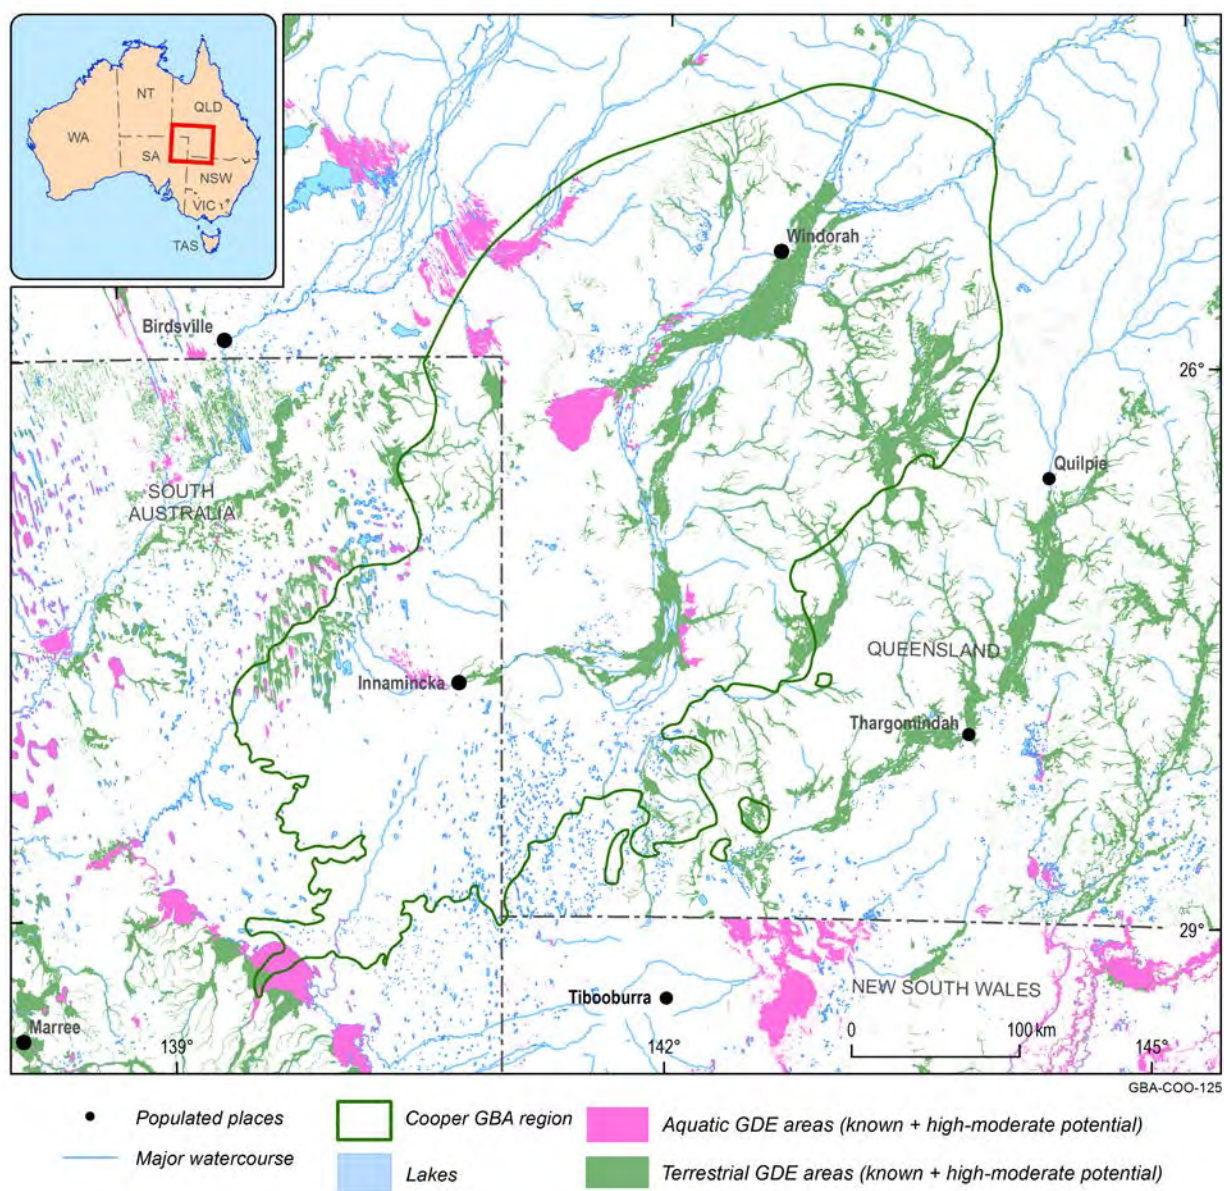 NT
QLD
WA
SA
NSW
VIC
TAS
Windorah
Birdsville
26°
Quilpie
SOUTH
AUSTRALIA
QUEENSLAND
Innamincka
Thargomindah
29°
NEW SOUTH WALES
Tibooburra
0 100 km
Marree
139° 142° 145°
GBA-COO-125
Populated places
Cooper GBA region
Aquatic GDE areas (known + high-moderate potential)
Major watercourse
Lakes
Terrestrial GDE areas (known + high-moderate potential)